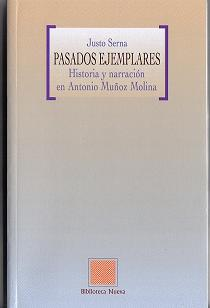 Justo Serna
PASADOS EJEMPLARES
Historia y narración
en Antonio Muñoz Molina
Biblioteca Nueva